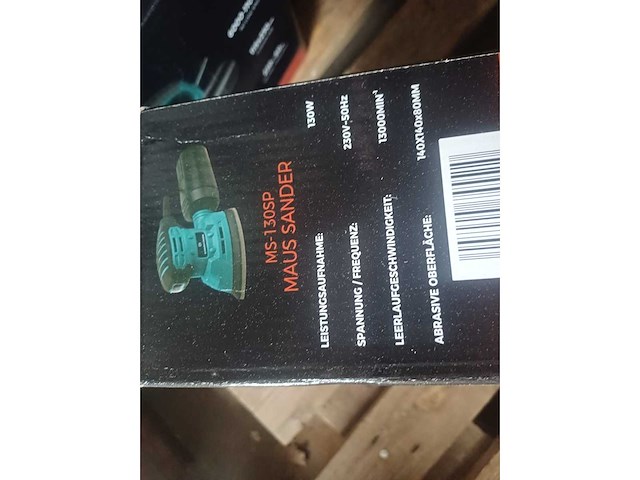 MS-130SP
MAUS SANDER
LEISTUNGSAUFNAHME: 130W
SPANNUNG / FREQUENZ: 230V~50Hz
LEERLAUFGESCHWINDIGKEIT: 13000MIN⁻¹
ABRASIVE OBERFLÄCHE: 140X140x80MM